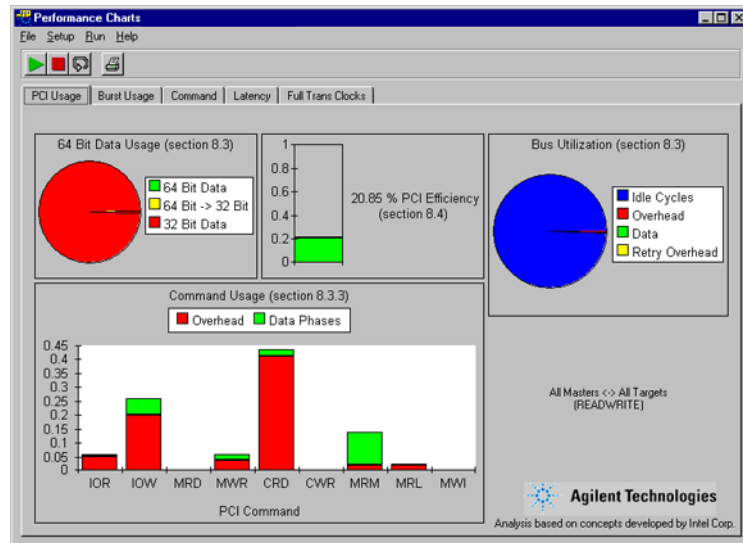 Performance Charts
File Setup Run Help
PCI Usage Burst Usage Command Latency Full Trans Clocks
64 Bit Data Usage (section 8.3)
64 Bit Data
64 Bit -> 32 Bit
32 Bit Data
1
0.8
0.6
0.4
0.2
0
20.85 % PCI Efficiency
(section 8.4)
Bus Utilization (section 8.3)
Idle Cycles
Overhead
Data
Retry Overhead
Command Usage (section 8.3.3)
Overhead Data Phases
0.45
0.4
0.35
0.3
0.25
0.2
0.15
0.1
0.05
0
IOR IOW MRD MWR CRD CWR MRM MRL MWI
PCI Command
All Masters <-> All Targets
(READWRITE)
Agilent Technologies
Analysis based on concepts developed by Intel Corp.